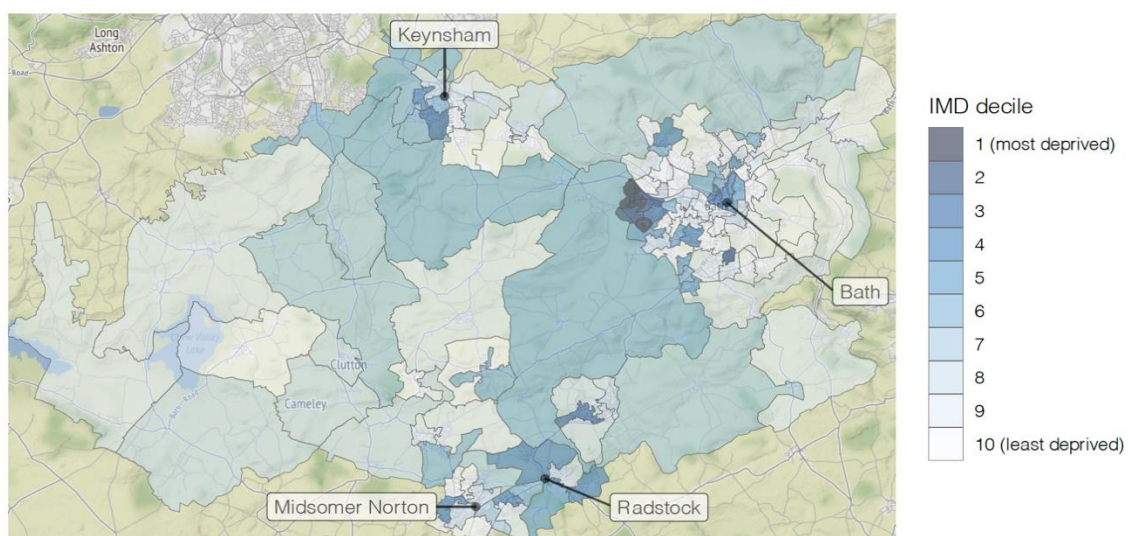 Long
Ashton
Keynsham
Bath
Clutton
Cameley
Midsomer Norton
Radstock
IMD decile
1 (most deprived)
2
3
4
5
6
7
8
9
10 (least deprived)